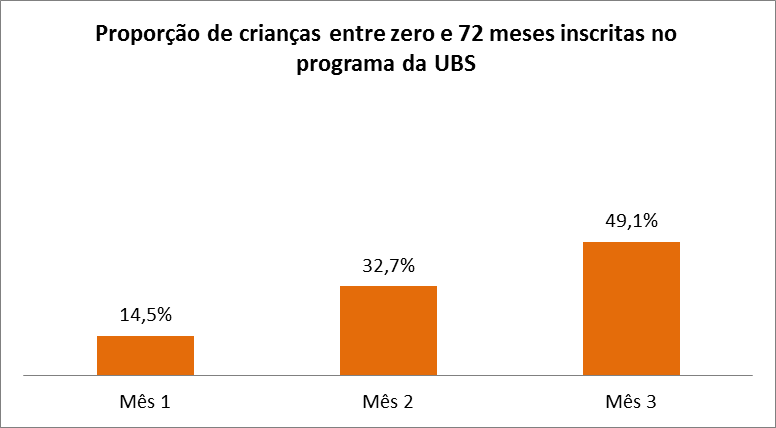 Proporção de crianças entre zero e 72 meses inscritas no
programa da UBS
14,5%
32,7%
49,1%
Mês 1
Mês 2
Mês 3